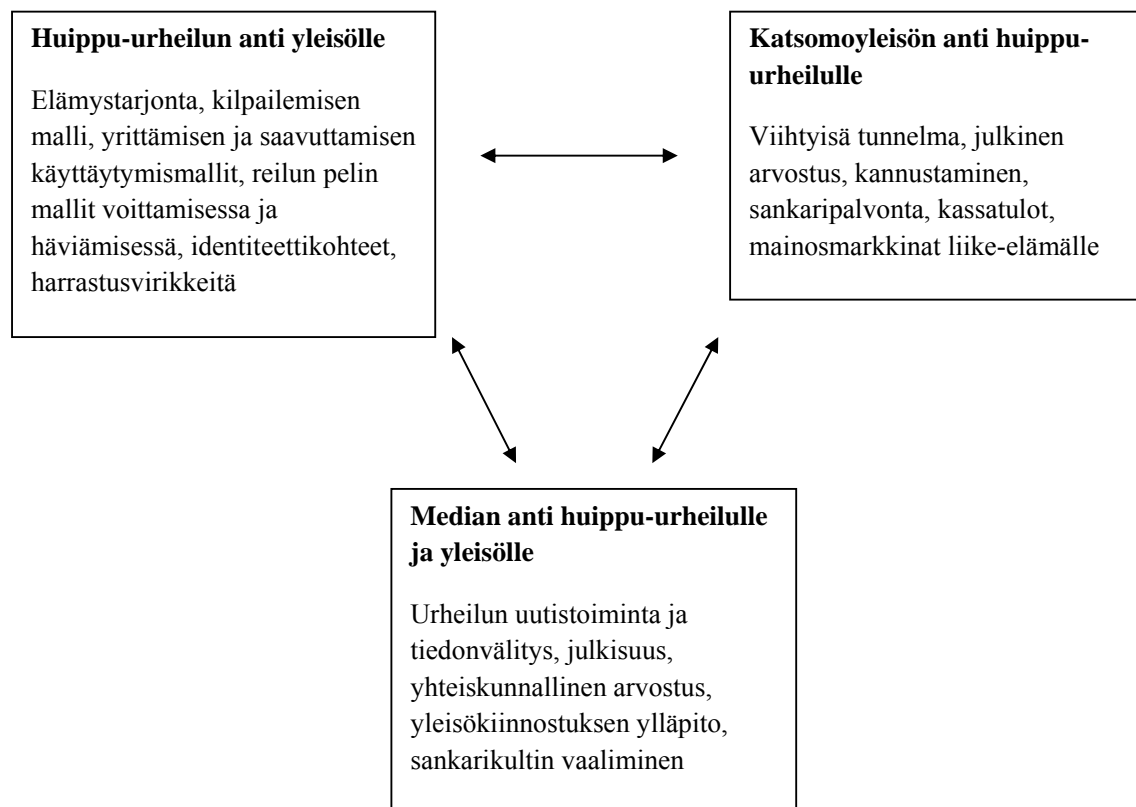 Huippu-urheilun anti yleisölle
Elämystarjonta, kilpailemisen
malli, yrittämisen ja saavuttamisen
käyttäytymismallit, reilun pelin
mallit voittamisessa ja
häviämisessä, identiteettikohteet,
harrastusvirikkeitä
Katsomoyleisön anti huippu-
urheilulle
Viihtyisä tunnelma, julkinen
arvostus, kannustaminen,
sankaripalvonta, kassatulot,
mainosmarkkinat liike-elämälle
Median anti huippu-urheilulle
ja yleisölle
Urheilun uutistoiminta ja
tiedonvälitys, julkisuus,
yhteiskunnallinen arvostus,
yleisökiinnostuksen ylläpito,
sankarikultin vaaliminen